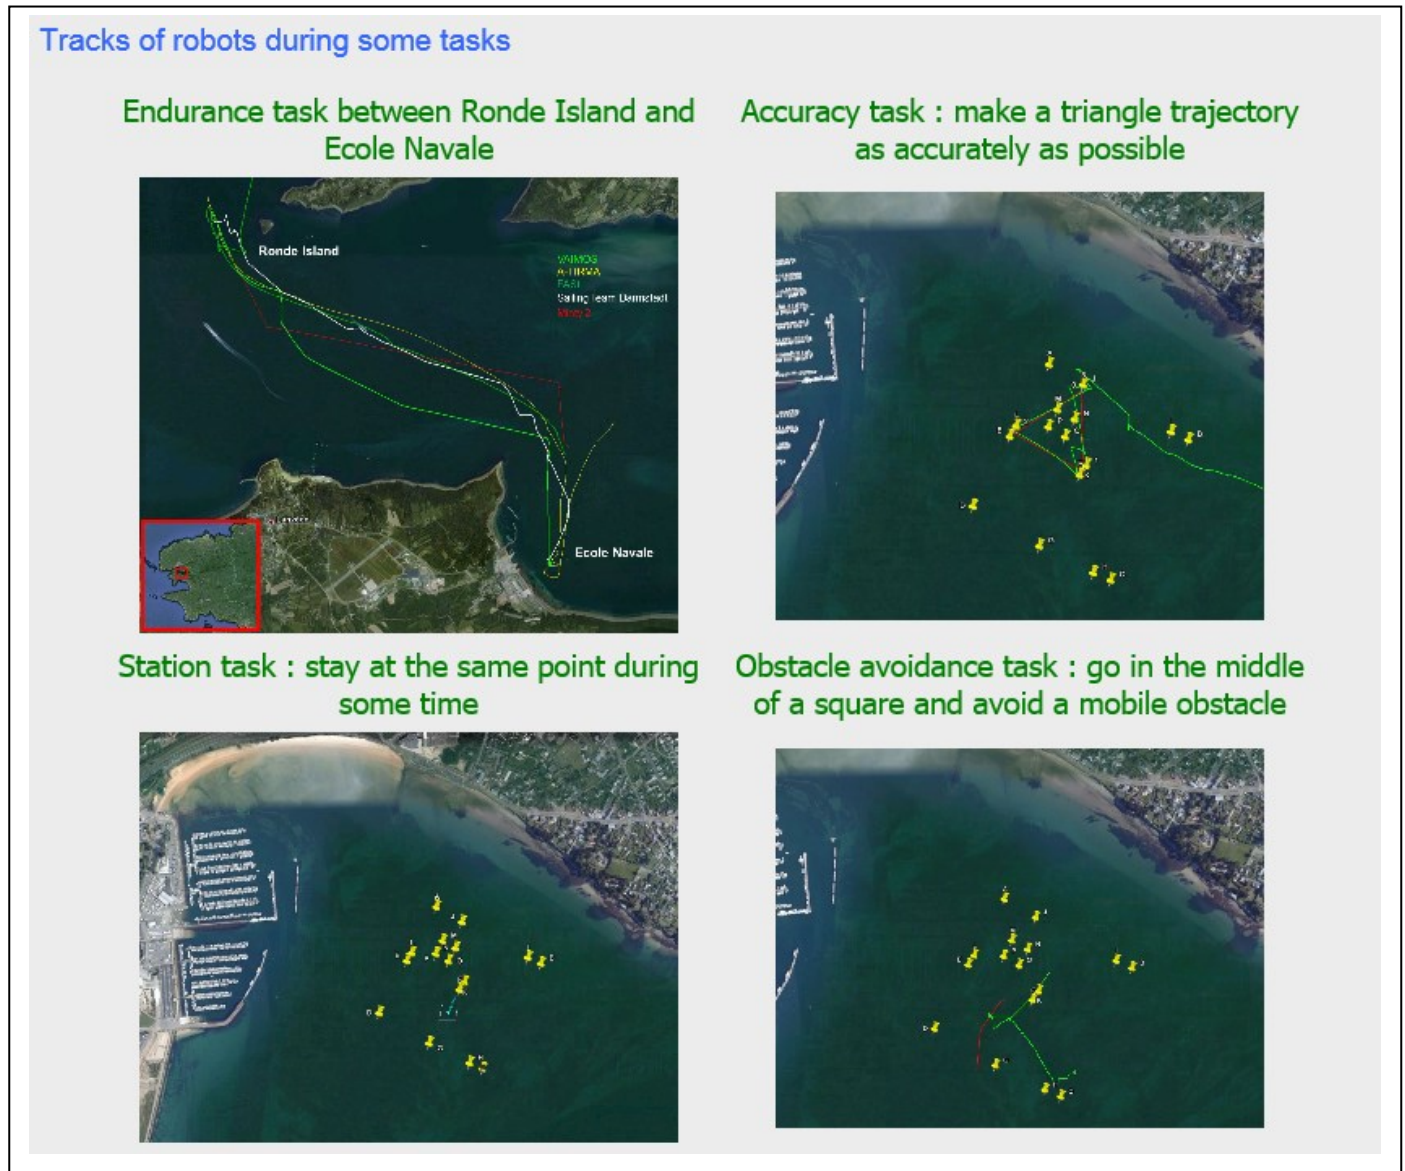 Tracks of robots during some tasks
Endurance task between Ronde Island and
Ecole Navale
Accuracy task : make a triangle trajectory
as accurately as possible
Ronde Island
VAIMOS
Sailing Team Darmstadt
Ecole Navale
Station task : stay at the same point during
some time
Obstacle avoidance task : go in the middle
of a square and avoid a mobile obstacle